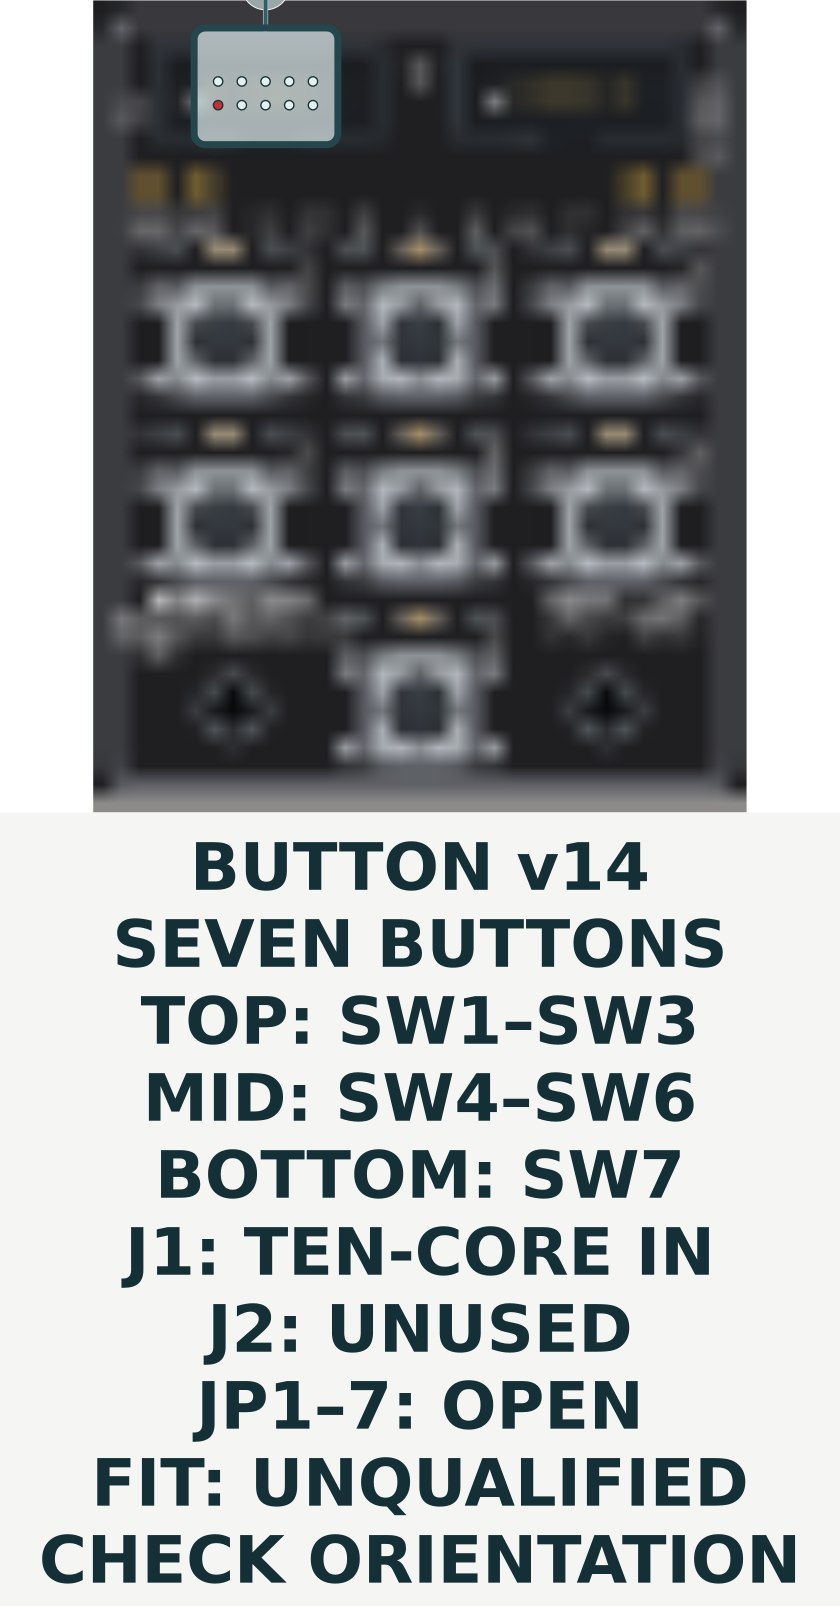 BUTTON v14
SEVEN BUTTONS
TOP: SW1–SW3
MID: SW4–SW6
BOTTOM: SW7
J1: TEN-CORE IN
J2: UNUSED
JP1–7: OPEN
FIT: UNQUALIFIED
CHECK ORIENTATION